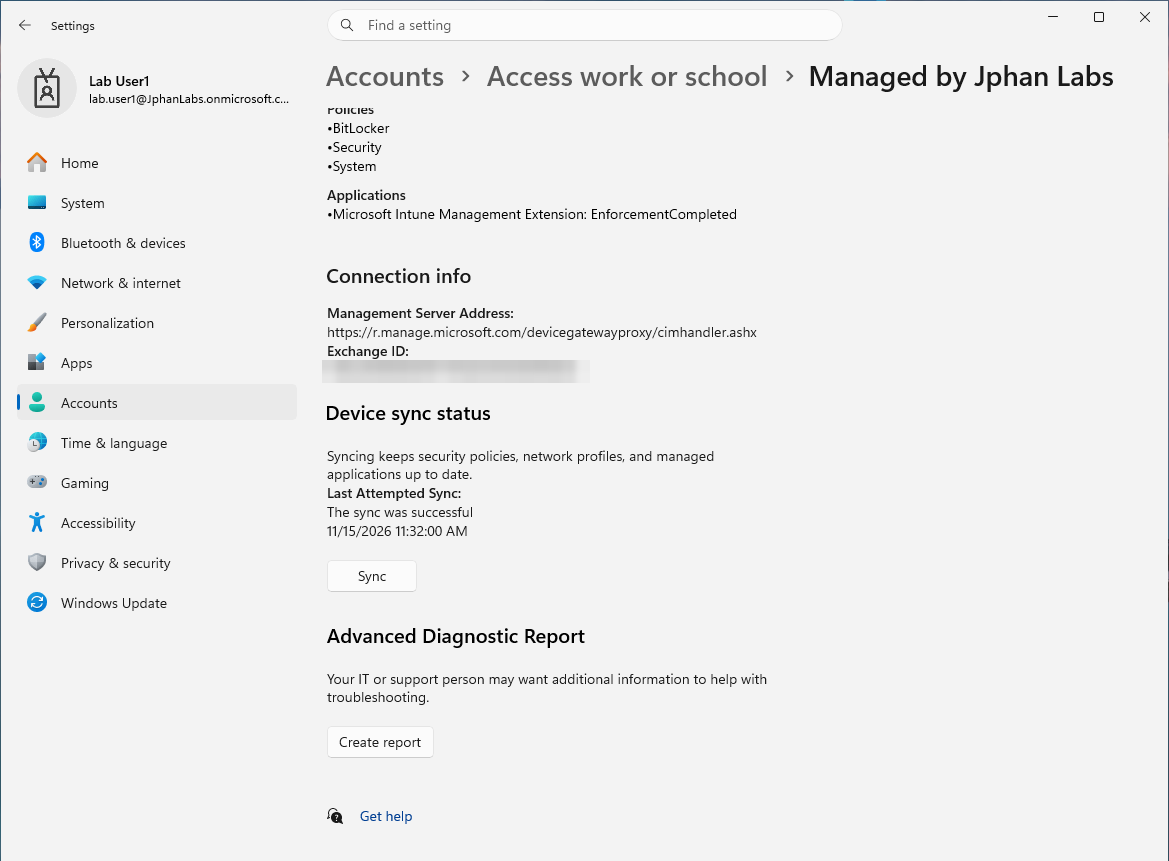 Settings
Find a setting
Lab User1
lab.user1@JphanLabs.onmicrosoft.c...
Home
System
Bluetooth & devices
Network & internet
Personalization
Apps
Accounts
Time & language
Gaming
Accessibility
Privacy & security
Windows Update
Accounts > Access work or school > Managed by Jphan Labs
Policies
•BitLocker
•Security
•System
Applications
•Microsoft Intune Management Extension: EnforcementCompleted
Connection info
Management Server Address:
https://r.manage.microsoft.com/devicegatewayproxy/cimhandler.ashx
Exchange ID:
Device sync status
Syncing keeps security policies, network profiles, and managed
applications up to date.
Last Attempted Sync:
The sync was successful
11/15/2026 11:32:00 AM
Sync
Advanced Diagnostic Report
Your IT or support person may want additional information to help with
troubleshooting.
Create report
Get help